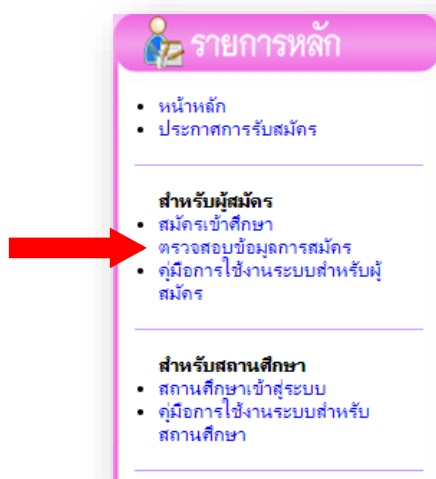 รายการหลัก
หน้าหลัก
ประกาศการรับสมัคร
สำหรับผู้สมัคร
สมัครเข้าศึกษา
ตรวจสอบข้อมูลการสมัคร
คู่มือการใช้งานระบบสำหรับผู้
สมัคร
สำหรับสถานศึกษา
สถานศึกษาเข้าสู่ระบบ
คู่มือการใช้งานระบบสำหรับ
สถานศึกษา